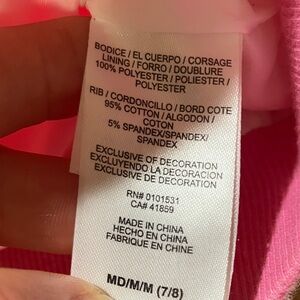 BODICE / EL CUERPO / CORSAGE
LINING / FORRO / DOUBLURE
100% POLYESTER / POLIESTER /
POLYESTER
RIB / CORDONCILLO / BORD COTE
95% COTTON / ALGODON /
COTON
5% SPANDEX/SPANDEX/
SPANDEX
EXCLUSIVE OF DECORATION
EXCLUYENDO LA DECORACION
EXCLUSIVE DE DECORATION
RN# 0101531
CA# 41859
MADE IN CHINA
HECHO EN CHINA
FABRIQUE EN CHINE
MD/M/M (7/8)